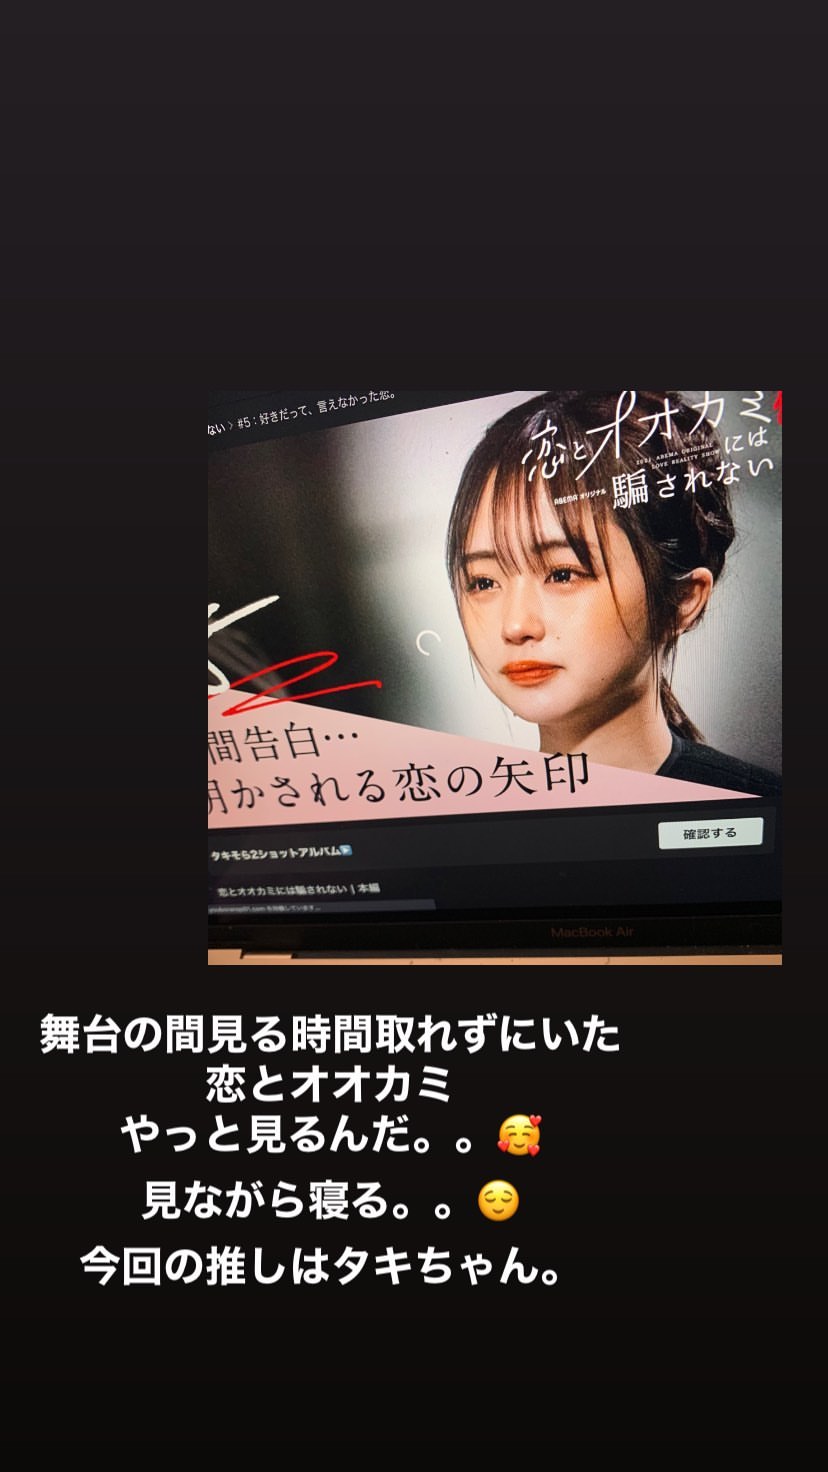 ない 〉#5：好きだって、言えなかった恋。
恋とオオカミ
には
2021 ABEMA ORIGINAL
LOVE REALITY SHOW
ABEMA オリジナル
騙されない
間告白…
明かされる恋の矢印
確認する
タキそら2ショットアルバム▶️
恋とオオカミには騙されない | 本編
MacBook Air
舞台の間見る時間取れずにいた
恋とオオカミ
やっと見るんだ。。🥰
見ながら寝る。。😌
今回の推しはタキちゃん。